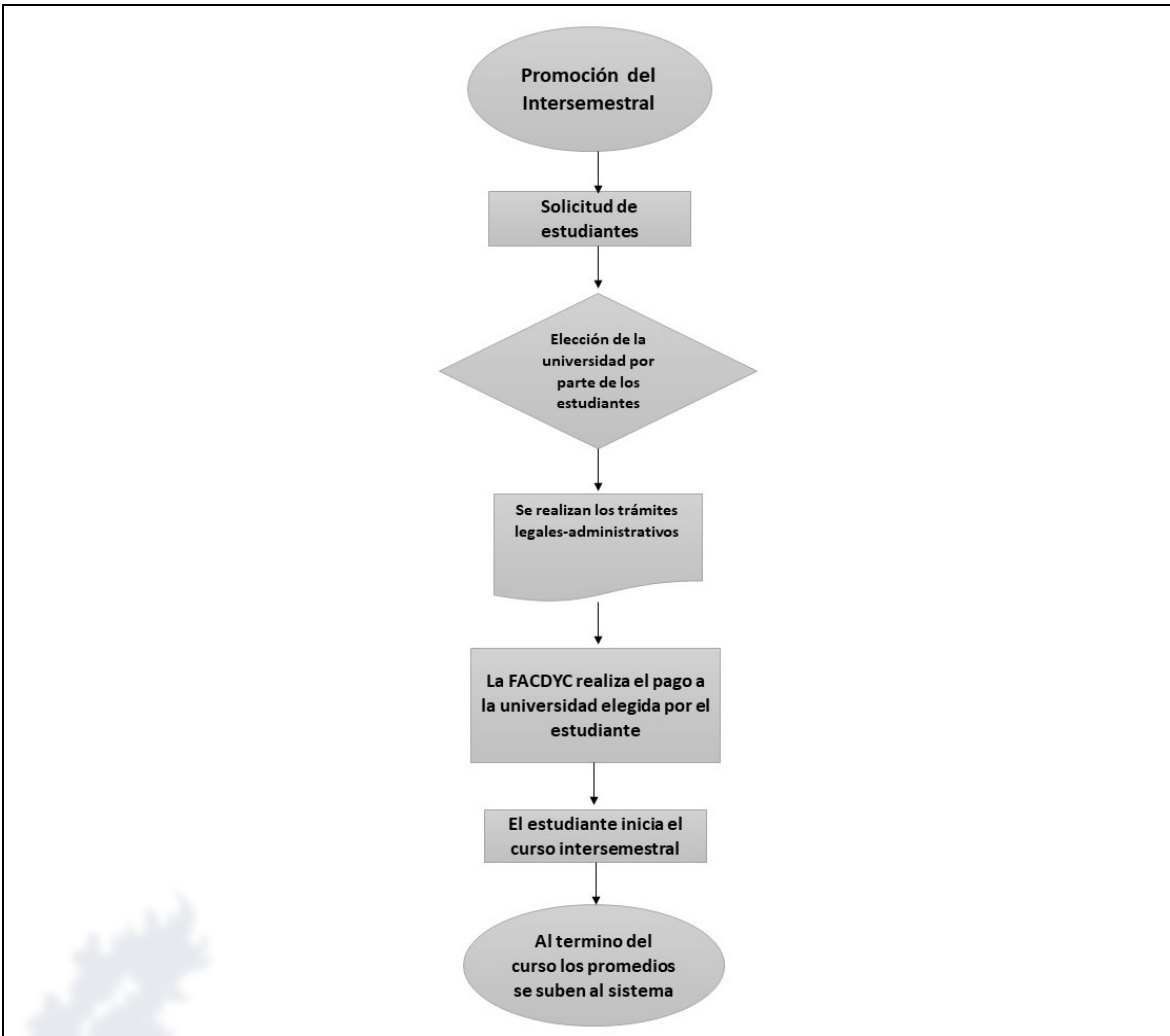 Promoción del
Intersemestral
Solicitud de
estudiantes
Elección de la
universidad por
parte de los
estudiantes
Se realizan los trámites
legales-administrativos
La FACDYC realiza el pago a
la universidad elegida por el
estudiante
El estudiante inicia el
curso intersemestral
Al termino del
curso los promedios
se suben al sistema